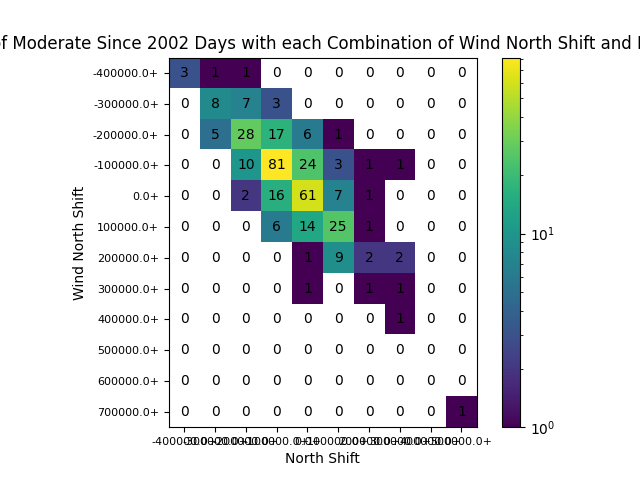 of Moderate Since 2002 Days with each Combination of Wind North Shift and
-400000.0+ 3 1 1 0 0 0 0 0 0 0
-300000.0+ 0 8 7 3 0 0 0 0 0 0
-200000.0+ 0 5 28 17 6 1 0 0 0 0
-100000.0+ 0 0 10 81 24 3 1 1 0 0
0.0+ 0 0 2 16 61 7 1 0 0 0
100000.0+ 0 0 0 6 14 25 1 0 0 0
200000.0+ 0 0 0 0 1 9 2 2 0 0
300000.0+ 0 0 0 0 1 0 1 1 0 0
400000.0+ 0 0 0 0 0 0 0 1 0 0
500000.0+ 0 0 0 0 0 0 0 0 0 0
600000.0+ 0 0 0 0 0 0 0 0 0 0
700000.0+ 0 0 0 0 0 0 0 0 0 1
Wind North Shift
North Shift
10¹
10⁰